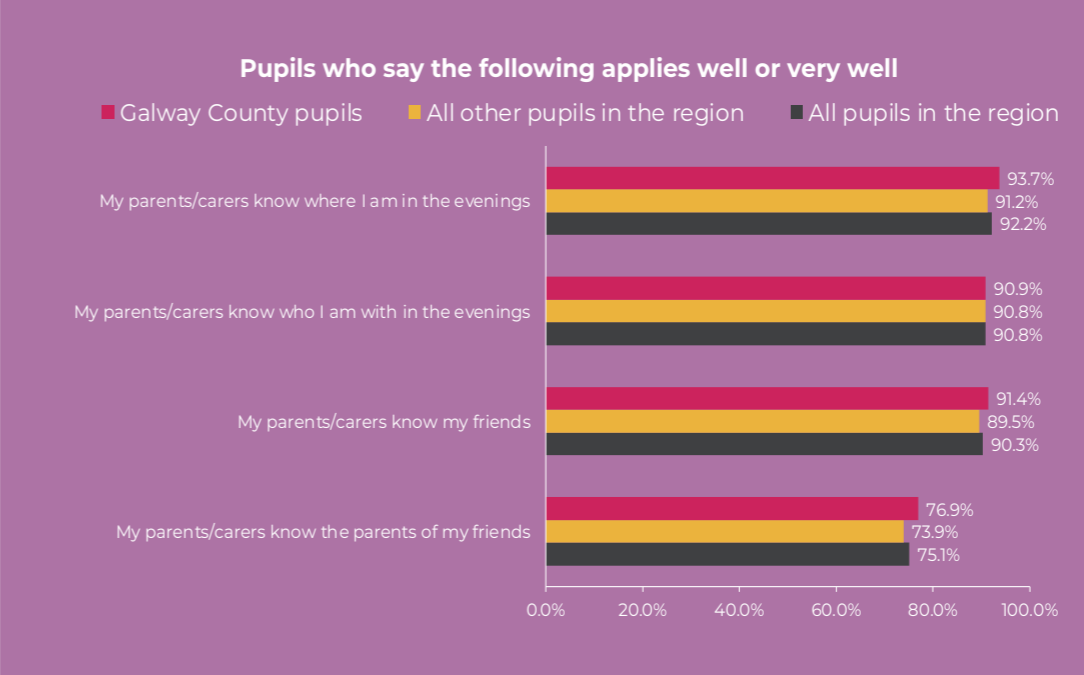 Pupils who say the following applies well or very well
Galway County pupils All other pupils in the region All pupils in the region
My parents/carers know where I am in the evenings
93.7%
91.2%
92.2%
My parents/carers know who I am with in the evenings
90.9%
90.8%
90.8%
My parents/carers know my friends
91.4%
89.5%
90.3%
My parents/carers know the parents of my friends
76.9%
73.9%
75.1%
0.0% 20.0% 40.0% 60.0% 80.0% 100.0%